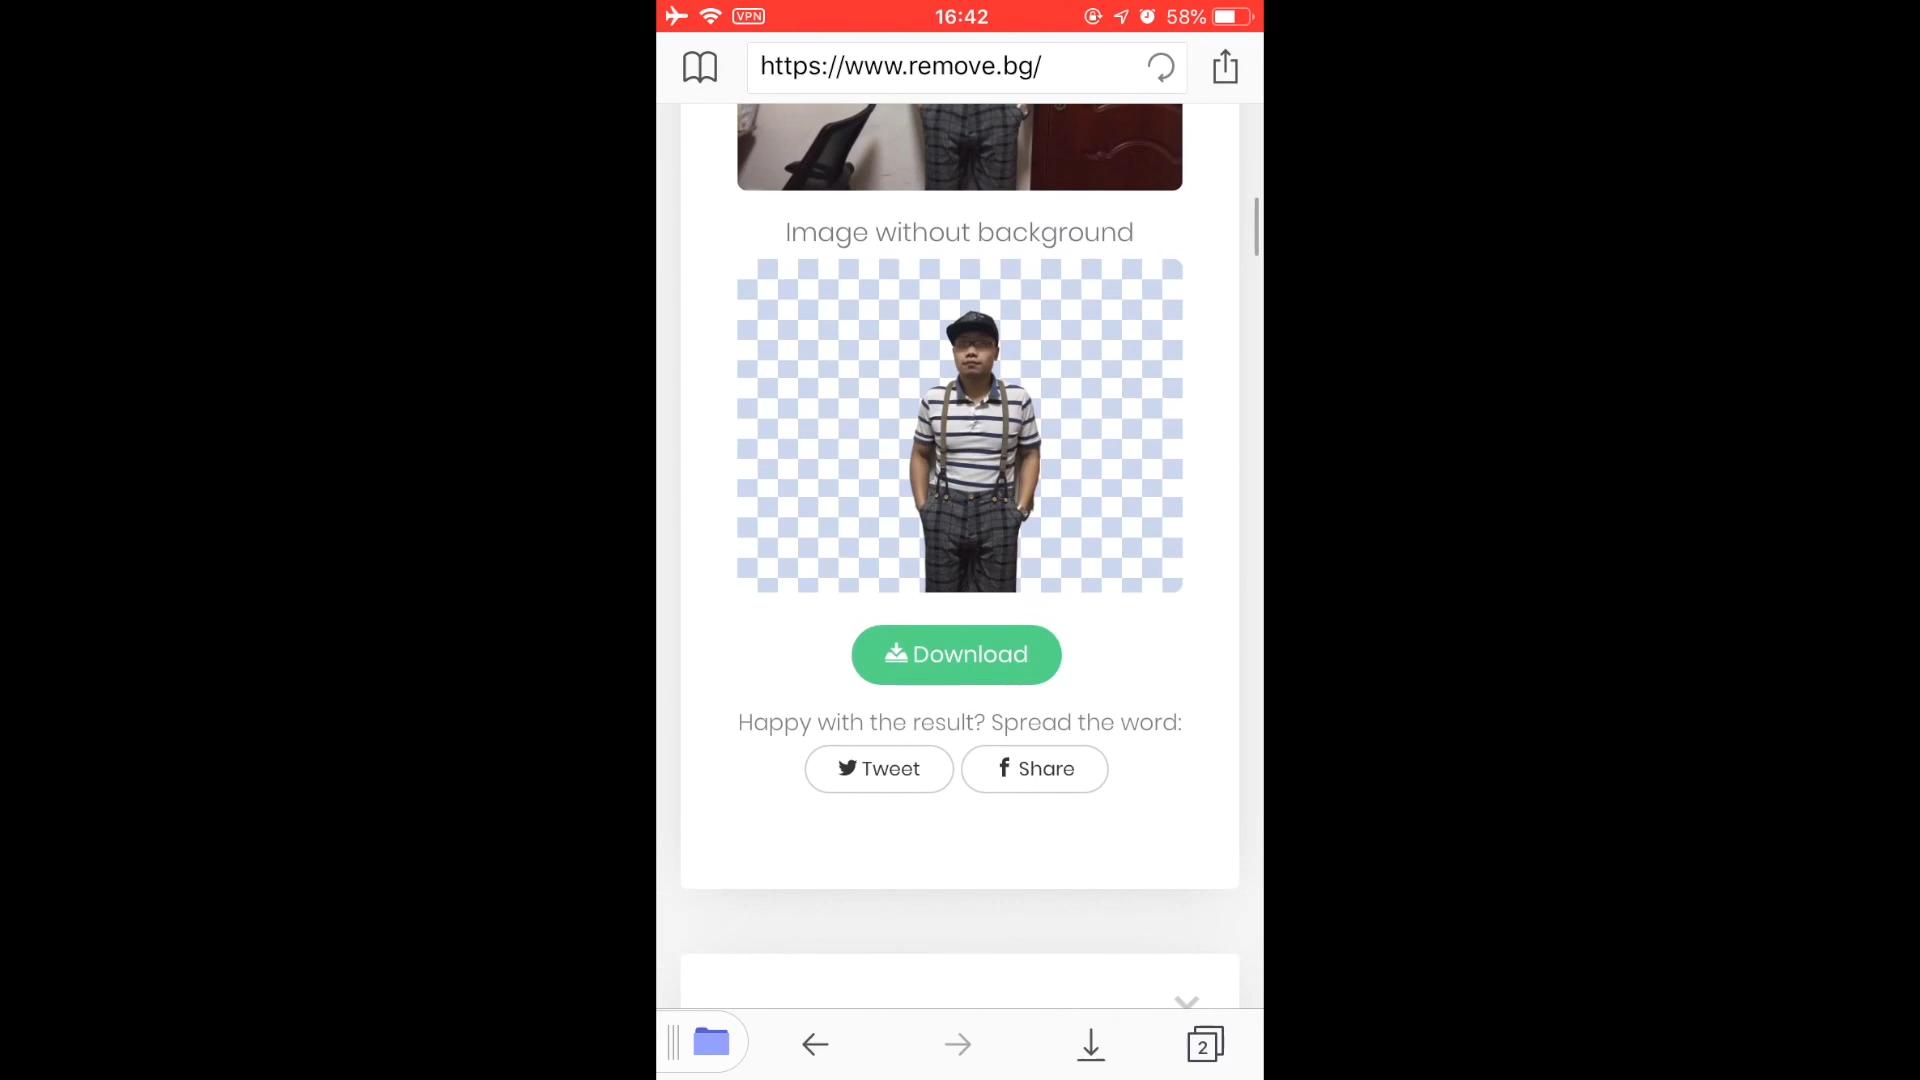 VPN 16:42 58%
https://www.remove.bg/
Image without background
Download
Happy with the result? Spread the word:
Tweet Share
2